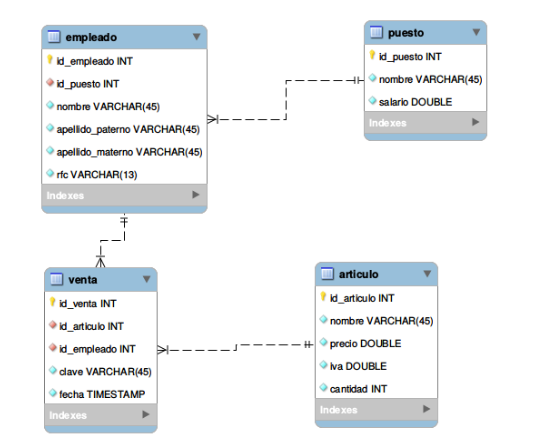 empleado
id_empleado INT
id_puesto INT
nombre VARCHAR(45)
apellido_paterno VARCHAR(45)
apellido_materno VARCHAR(45)
rfc VARCHAR(13)
Indexes
puesto
id_puesto INT
nombre VARCHAR(45)
salario DOUBLE
Indexes
venta
id_venta INT
id_articulo INT
id_empleado INT
clave VARCHAR(45)
fecha TIMESTAMP
Indexes
articulo
id_articulo INT
nombre VARCHAR(45)
precio DOUBLE
iva DOUBLE
cantidad INT
Indexes